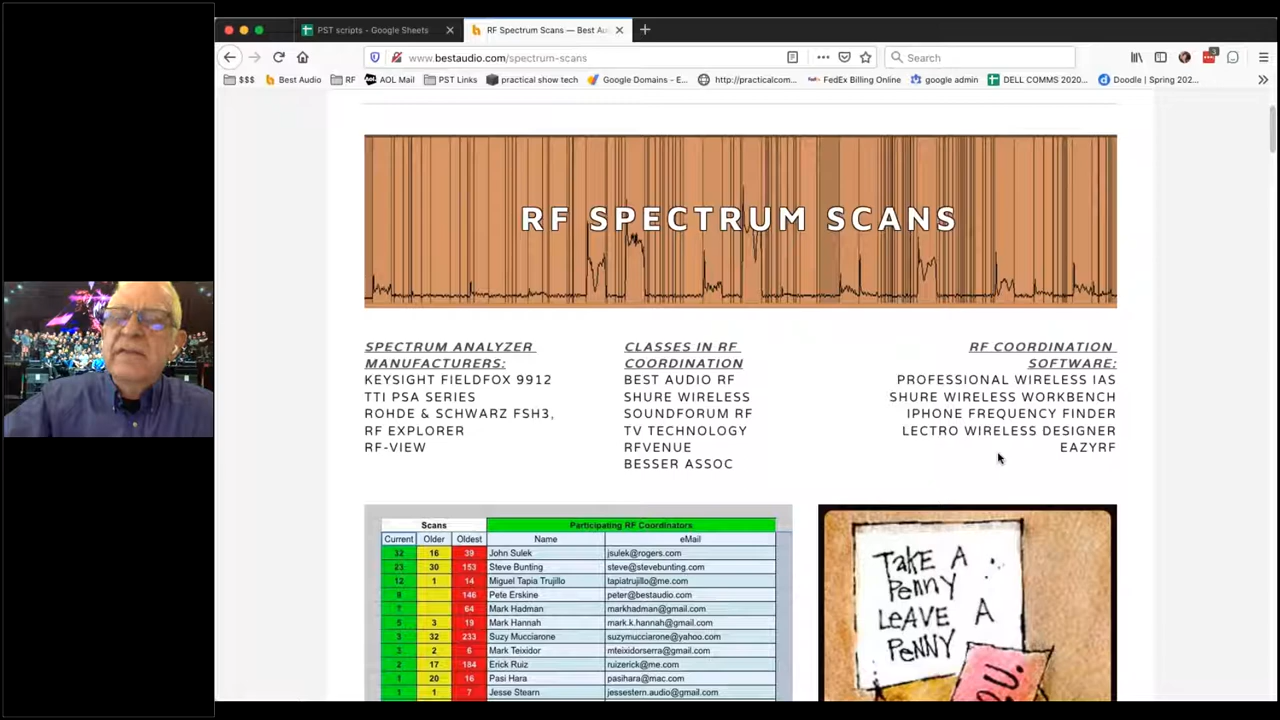 PST scripts - Google Sheets
RF Spectrum Scans — Best Au
www.bestaudio.com/spectrum-scans
Search
3
$$$ Best Audio RF AOL Mail PST Links practical show tech Google Domains - E... http://practicalcom... FedEx Billing Online google admin DELL COMMS 2020... Doodle | Spring 202...
RF SPECTRUM SCANS
SPECTRUM ANALYZER
MANUFACTURERS:
KEYSIGHT FIELDFOX 9912
TTI PSA SERIES
ROHDE & SCHWARZ FSH3,
RF EXPLORER
RF-VIEW
CLASSES IN RF
COORDINATION
BEST AUDIO RF
SHURE WIRELESS
SOUNDFORUM RF
TV TECHNOLOGY
RFVENUE
BESSER ASSOC
RF COORDINATION
SOFTWARE:
PROFESSIONAL WIRELESS IAS
SHURE WIRELESS WORKBENCH
IPHONE FREQUENCY FINDER
LECTRO WIRELESS DESIGNER
EAZYRF
Scans Participating RF Coordinators
Current Older Oldest Name eMail
32 16 39 John Sulek jsulek@rogers.com
23 30 153 Steve Bunting steve@stevebunting.com
12 1 14 Miguel Tapia Trujillo tapiatrujillo@me.com
8 146 Pete Erskine peter@bestaudio.com
7 64 Mark Hadman markhadman@gmail.com
5 3 19 Mark Hannah mark.k.hannah@gmail.com
3 32 233 Suzy Mucciarone suzymucciarone@yahoo.com
3 2 6 Mark Teixidor mteixidorserra@gmail.com
2 17 184 Erick Ruiz ruizerick@me.com
1 20 16 Pasi Hara pasihara@mac.com
1 1 7 Jesse Stearn jessestern.audio@gmail.com
TAKE A
PENNY
LEAVE A
PENNY